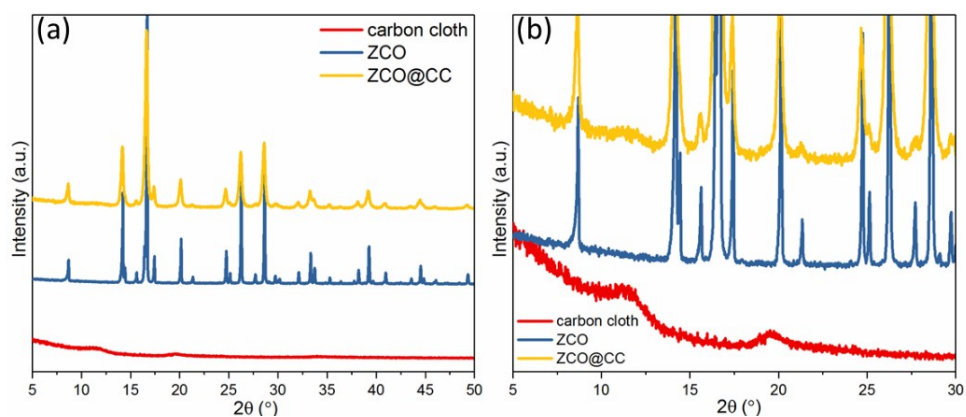 (a)
carbon cloth
ZCO
ZCO@CC
Intensity (a.u.)
5 10 15 20 25 30 35 40 45 50
2θ (°)
(b)
carbon cloth
ZCO
ZCO@CC
Intensity (a.u.)
5 10 15 20 25 30
2θ (°)